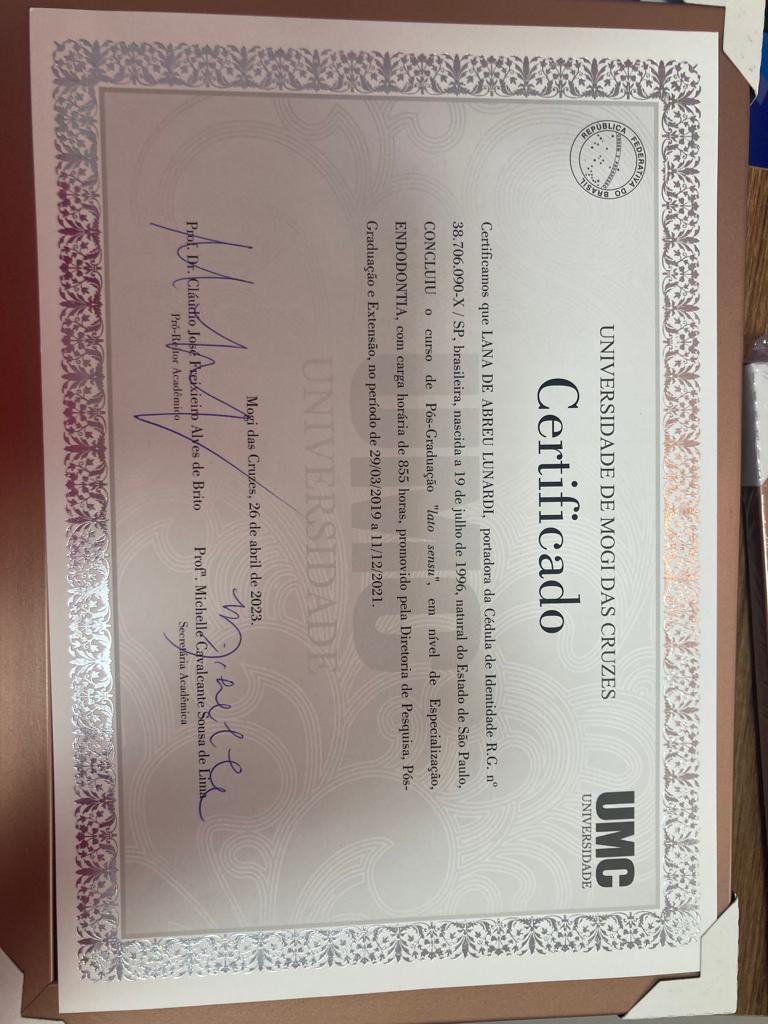 REPÚBLICA FEDERATIVA DO BRASIL
UNIVERSIDADE DE MOGI DAS CRUZES
UMC
UNIVERSIDADE
Certificado
Certificamos que LANA DE ABREU LUNARDI, portadora da Cédula de Identidade R.G. nº
38.706.090-X / SP, brasileira, nascida a 19 de julho de 1996, natural do Estado de São Paulo,
CONCLUIU o curso de Pós-Graduação "lato sensu", em nível de Especialização,
ENDODONTIA, com carga horária de 855 horas, promovido pela Diretoria de Pesquisa, Pós-
Graduação e Extensão, no período de 29/03/2019 a 11/12/2021.
UMC
UNIVERSIDADE
Mogi das Cruzes, 26 de abril de 2023.
Prof. Dr. Cláudio José Alves de Brito
Pró-Reitor Acadêmico
Michelle
Profª. Michelle Cavalcante Sousa de Lima
Secretária Acadêmica